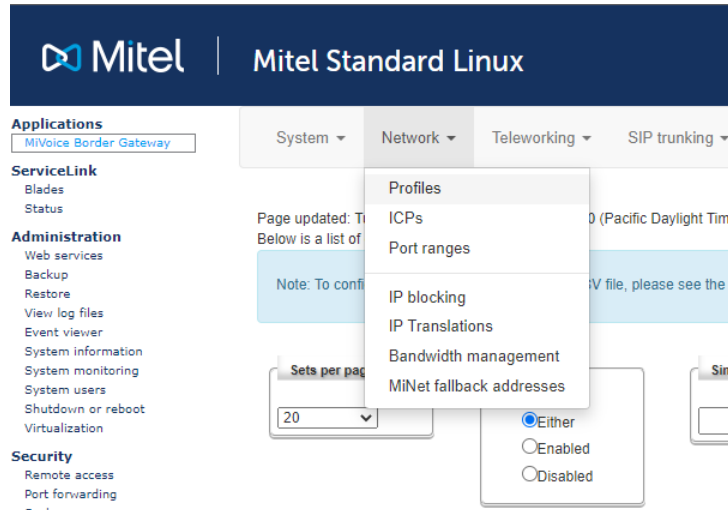 Mitel
Mitel Standard Linux
Applications
MiVoice Border Gateway
ServiceLink
Blades
Status
Administration
Web services
Backup
Restore
View log files
Event viewer
System information
System monitoring
System users
Shutdown or reboot
Virtualization
Security
Remote access
Port forwarding
System
Network
Teleworking
SIP trunking
Profiles
ICPs
Port ranges
IP blocking
IP Translations
Bandwidth management
MiNet fallback addresses
Page updated: 0 (Pacific Daylight
Below is a list of
Note: To file, please see the
Sets per
20
Either
Enabled
Disabled